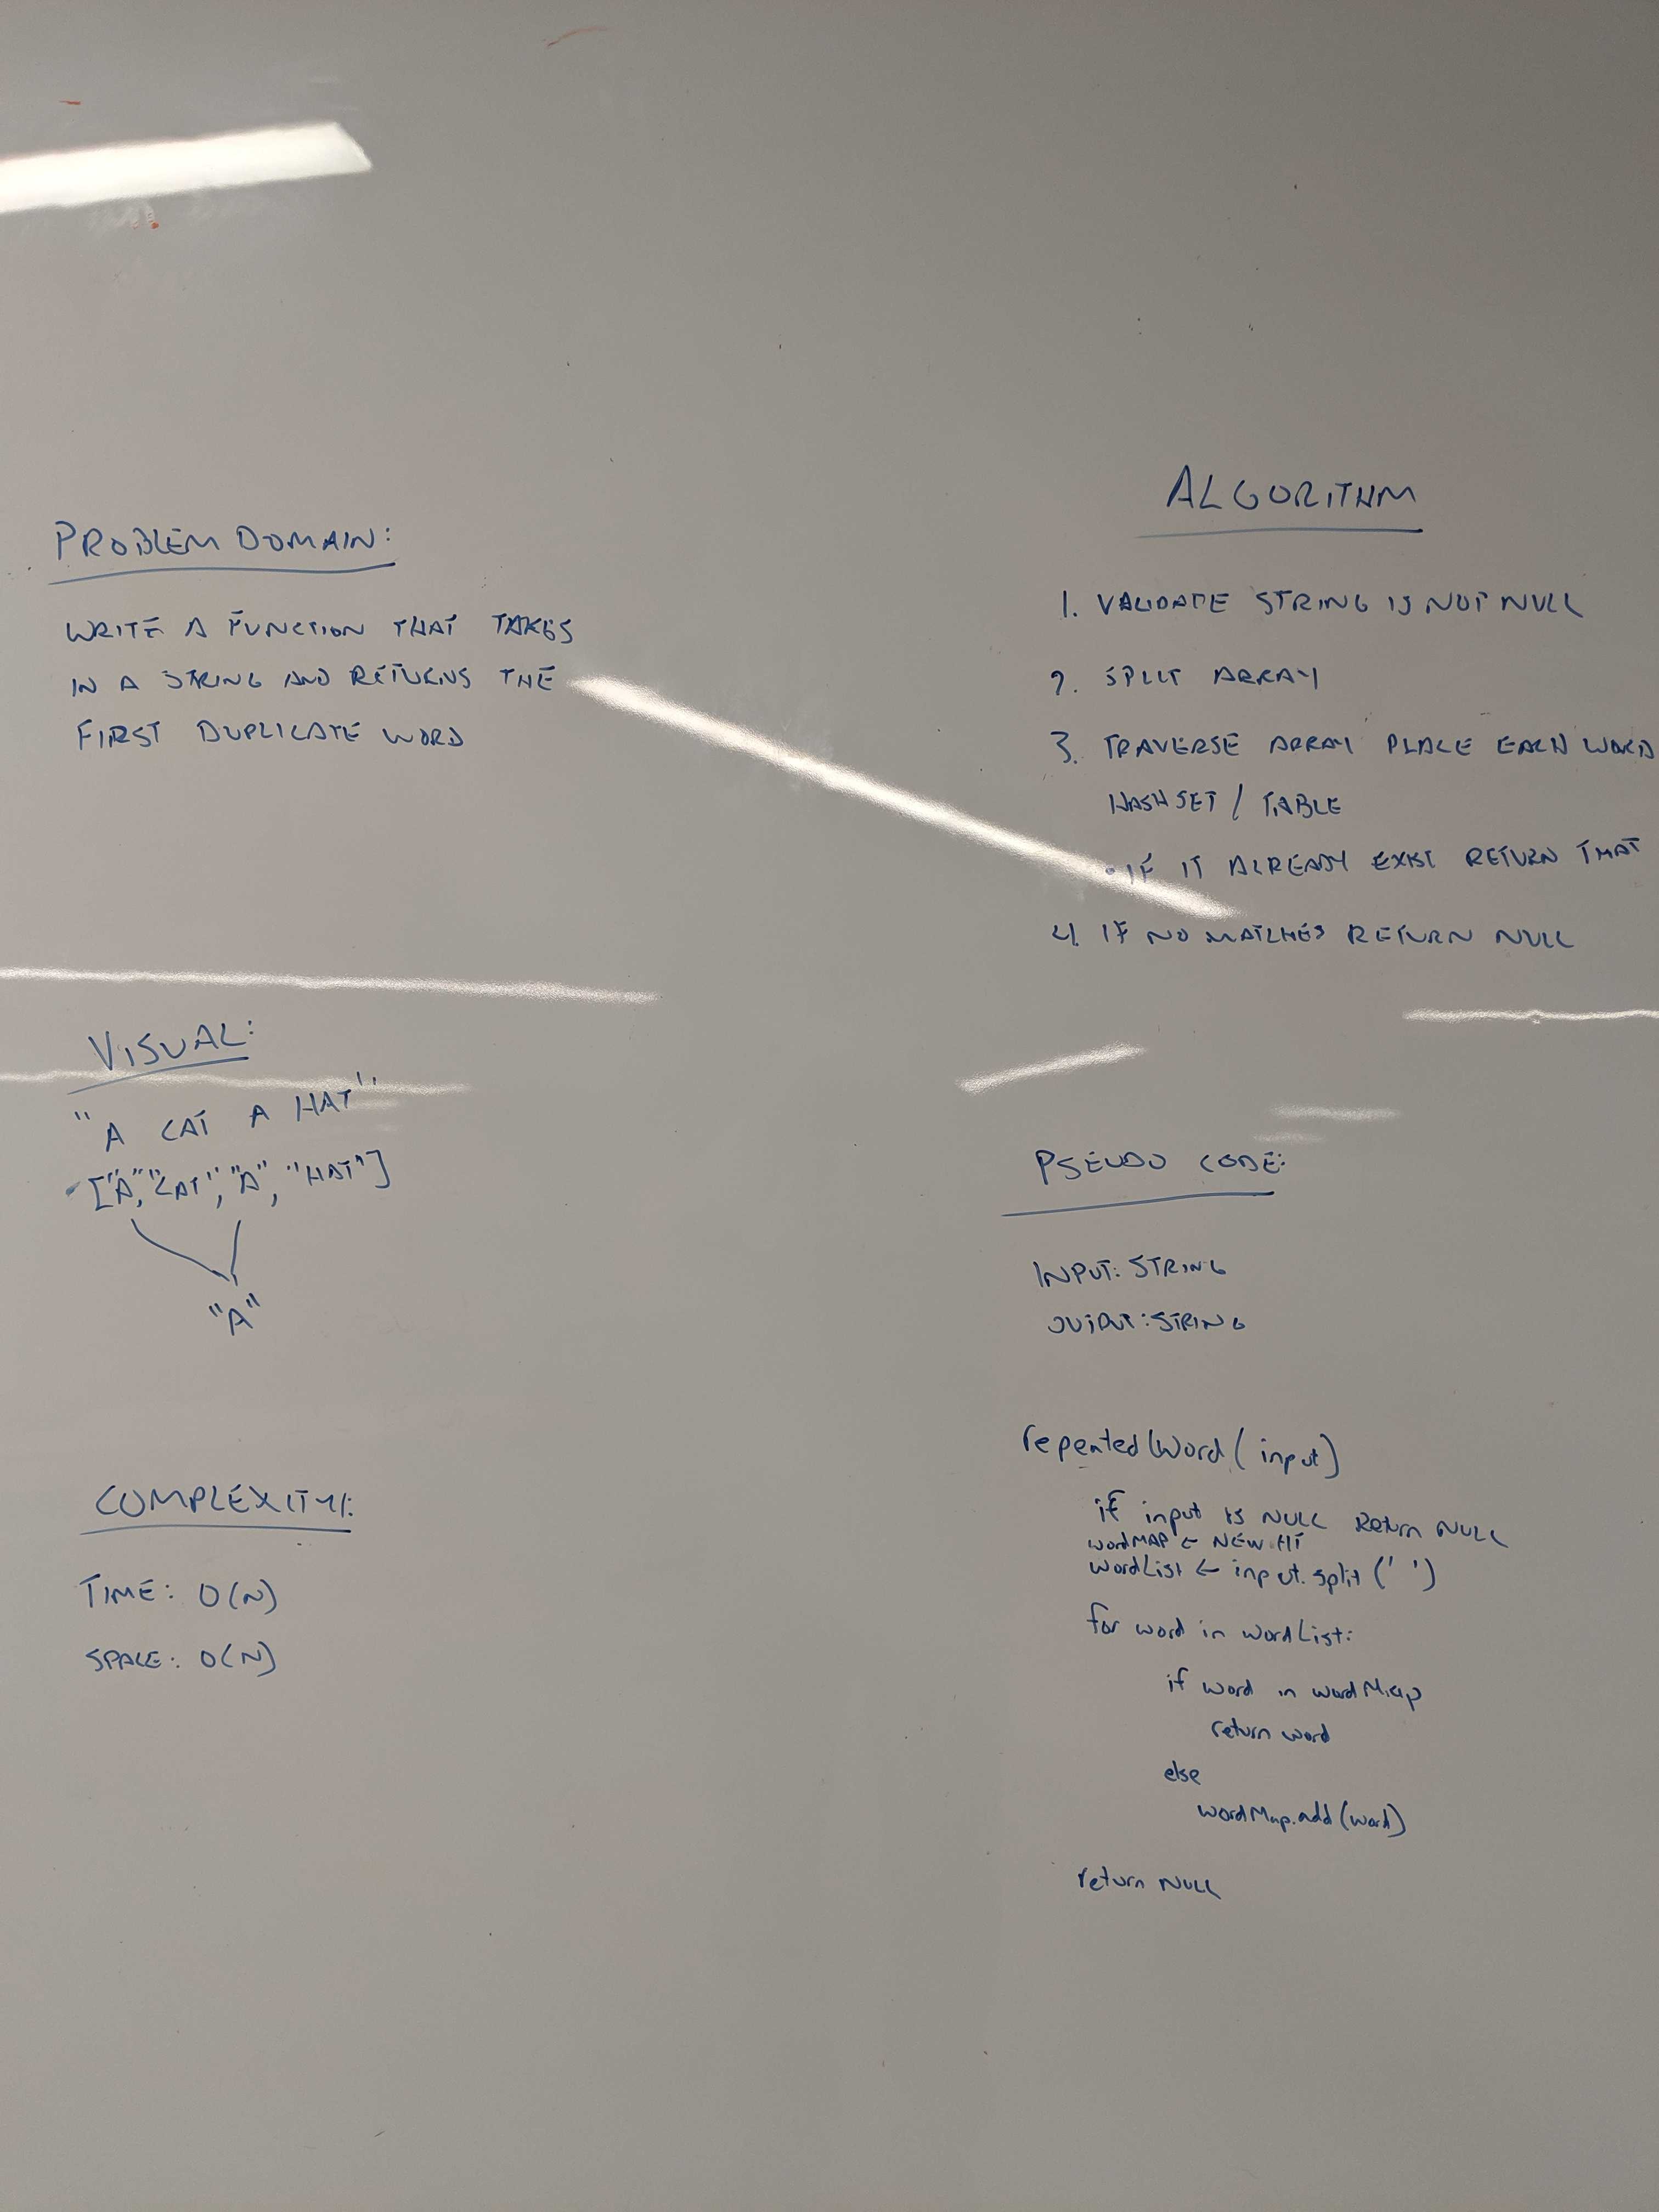 PROBLEM DOMAIN:
WRITE A FUNCTION THAT TAKES
IN A STRING AND RETURNS THE
FIRST DUPLICATE WORD
VISUAL:
"A CAT A HAT"
["A", "CAT", "A", "HAT"]
"A"
COMPLEXITY:
TIME: O(N)
SPACE: O(N)
ALGORITHM
1. VALIDATE STRING IS NOT NULL
2. SPLIT ARRAY
3. TRAVERSE ARRAY PLACE EACH WORD
HASHSET / TABLE
• IF IT ALREADY EXIST RETURN THAT
4. IF NO MATCHES RETURN NULL
PSEUDO CODE:
INPUT: STRING
OUTPUT: STRING
repeatedWord(input)
if input is NULL Return NULL
wordMAP ← NEW HT
wordList ← input.split(' ')
for word in wordList:
if word in wordMap
return word
else
wordMap.add(word)
return NULL